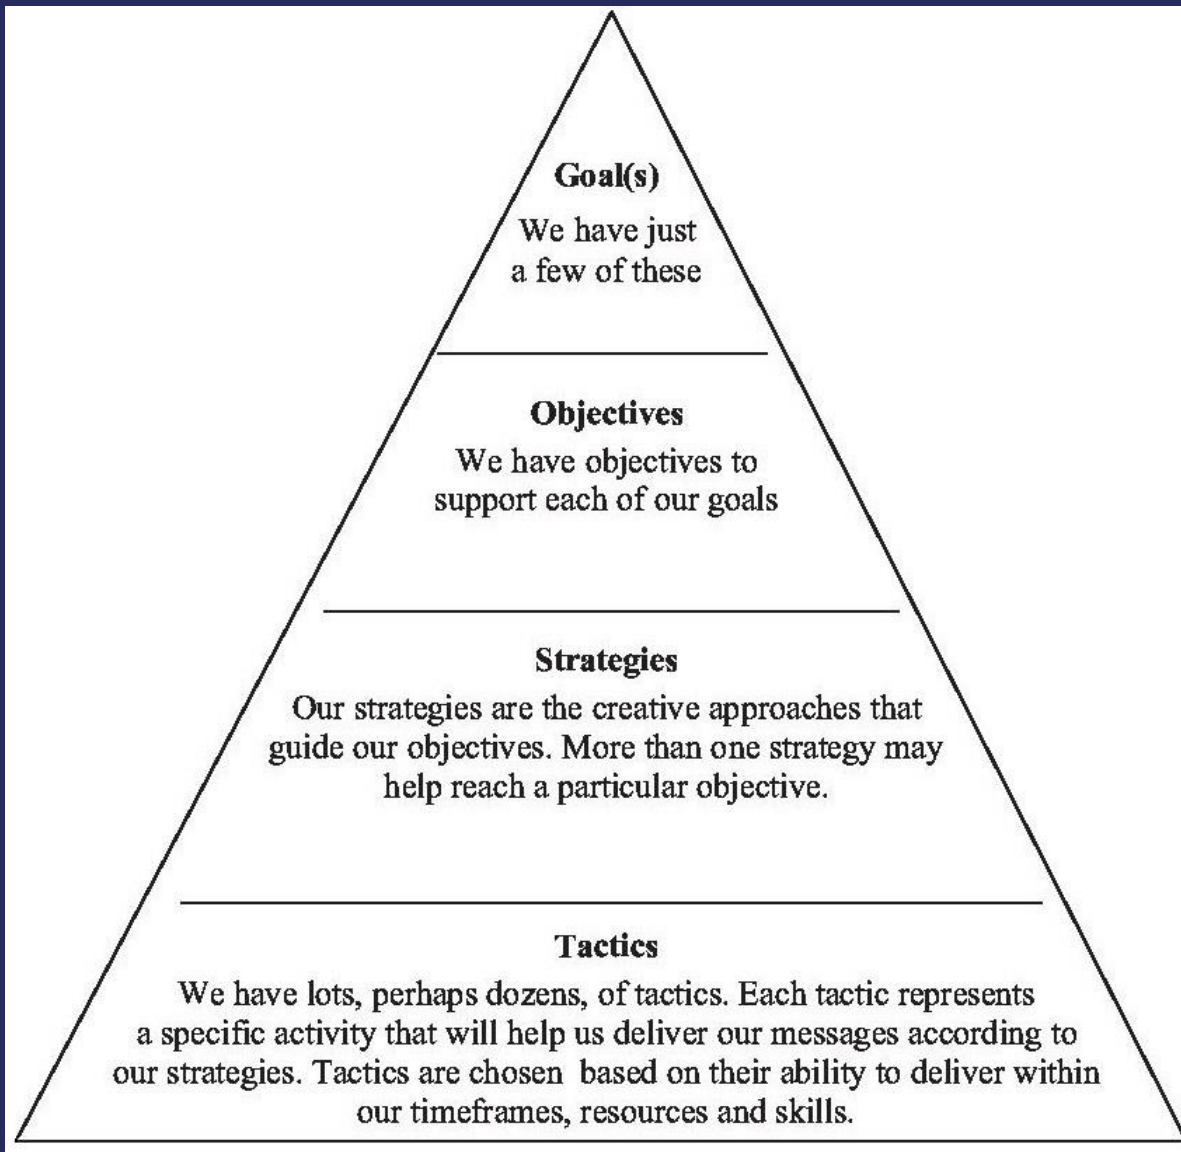 Goal(s)
We have just
a few of these
Objectives
We have objectives to
support each of our goals
Strategies
Our strategies are the creative approaches that
guide our objectives. More than one strategy may
help reach a particular objective.
Tactics
We have lots, perhaps dozens, of tactics. Each tactic represents
a specific activity that will help us deliver our messages according to
our strategies. Tactics are chosen based on their ability to deliver within
our timeframes, resources and skills.